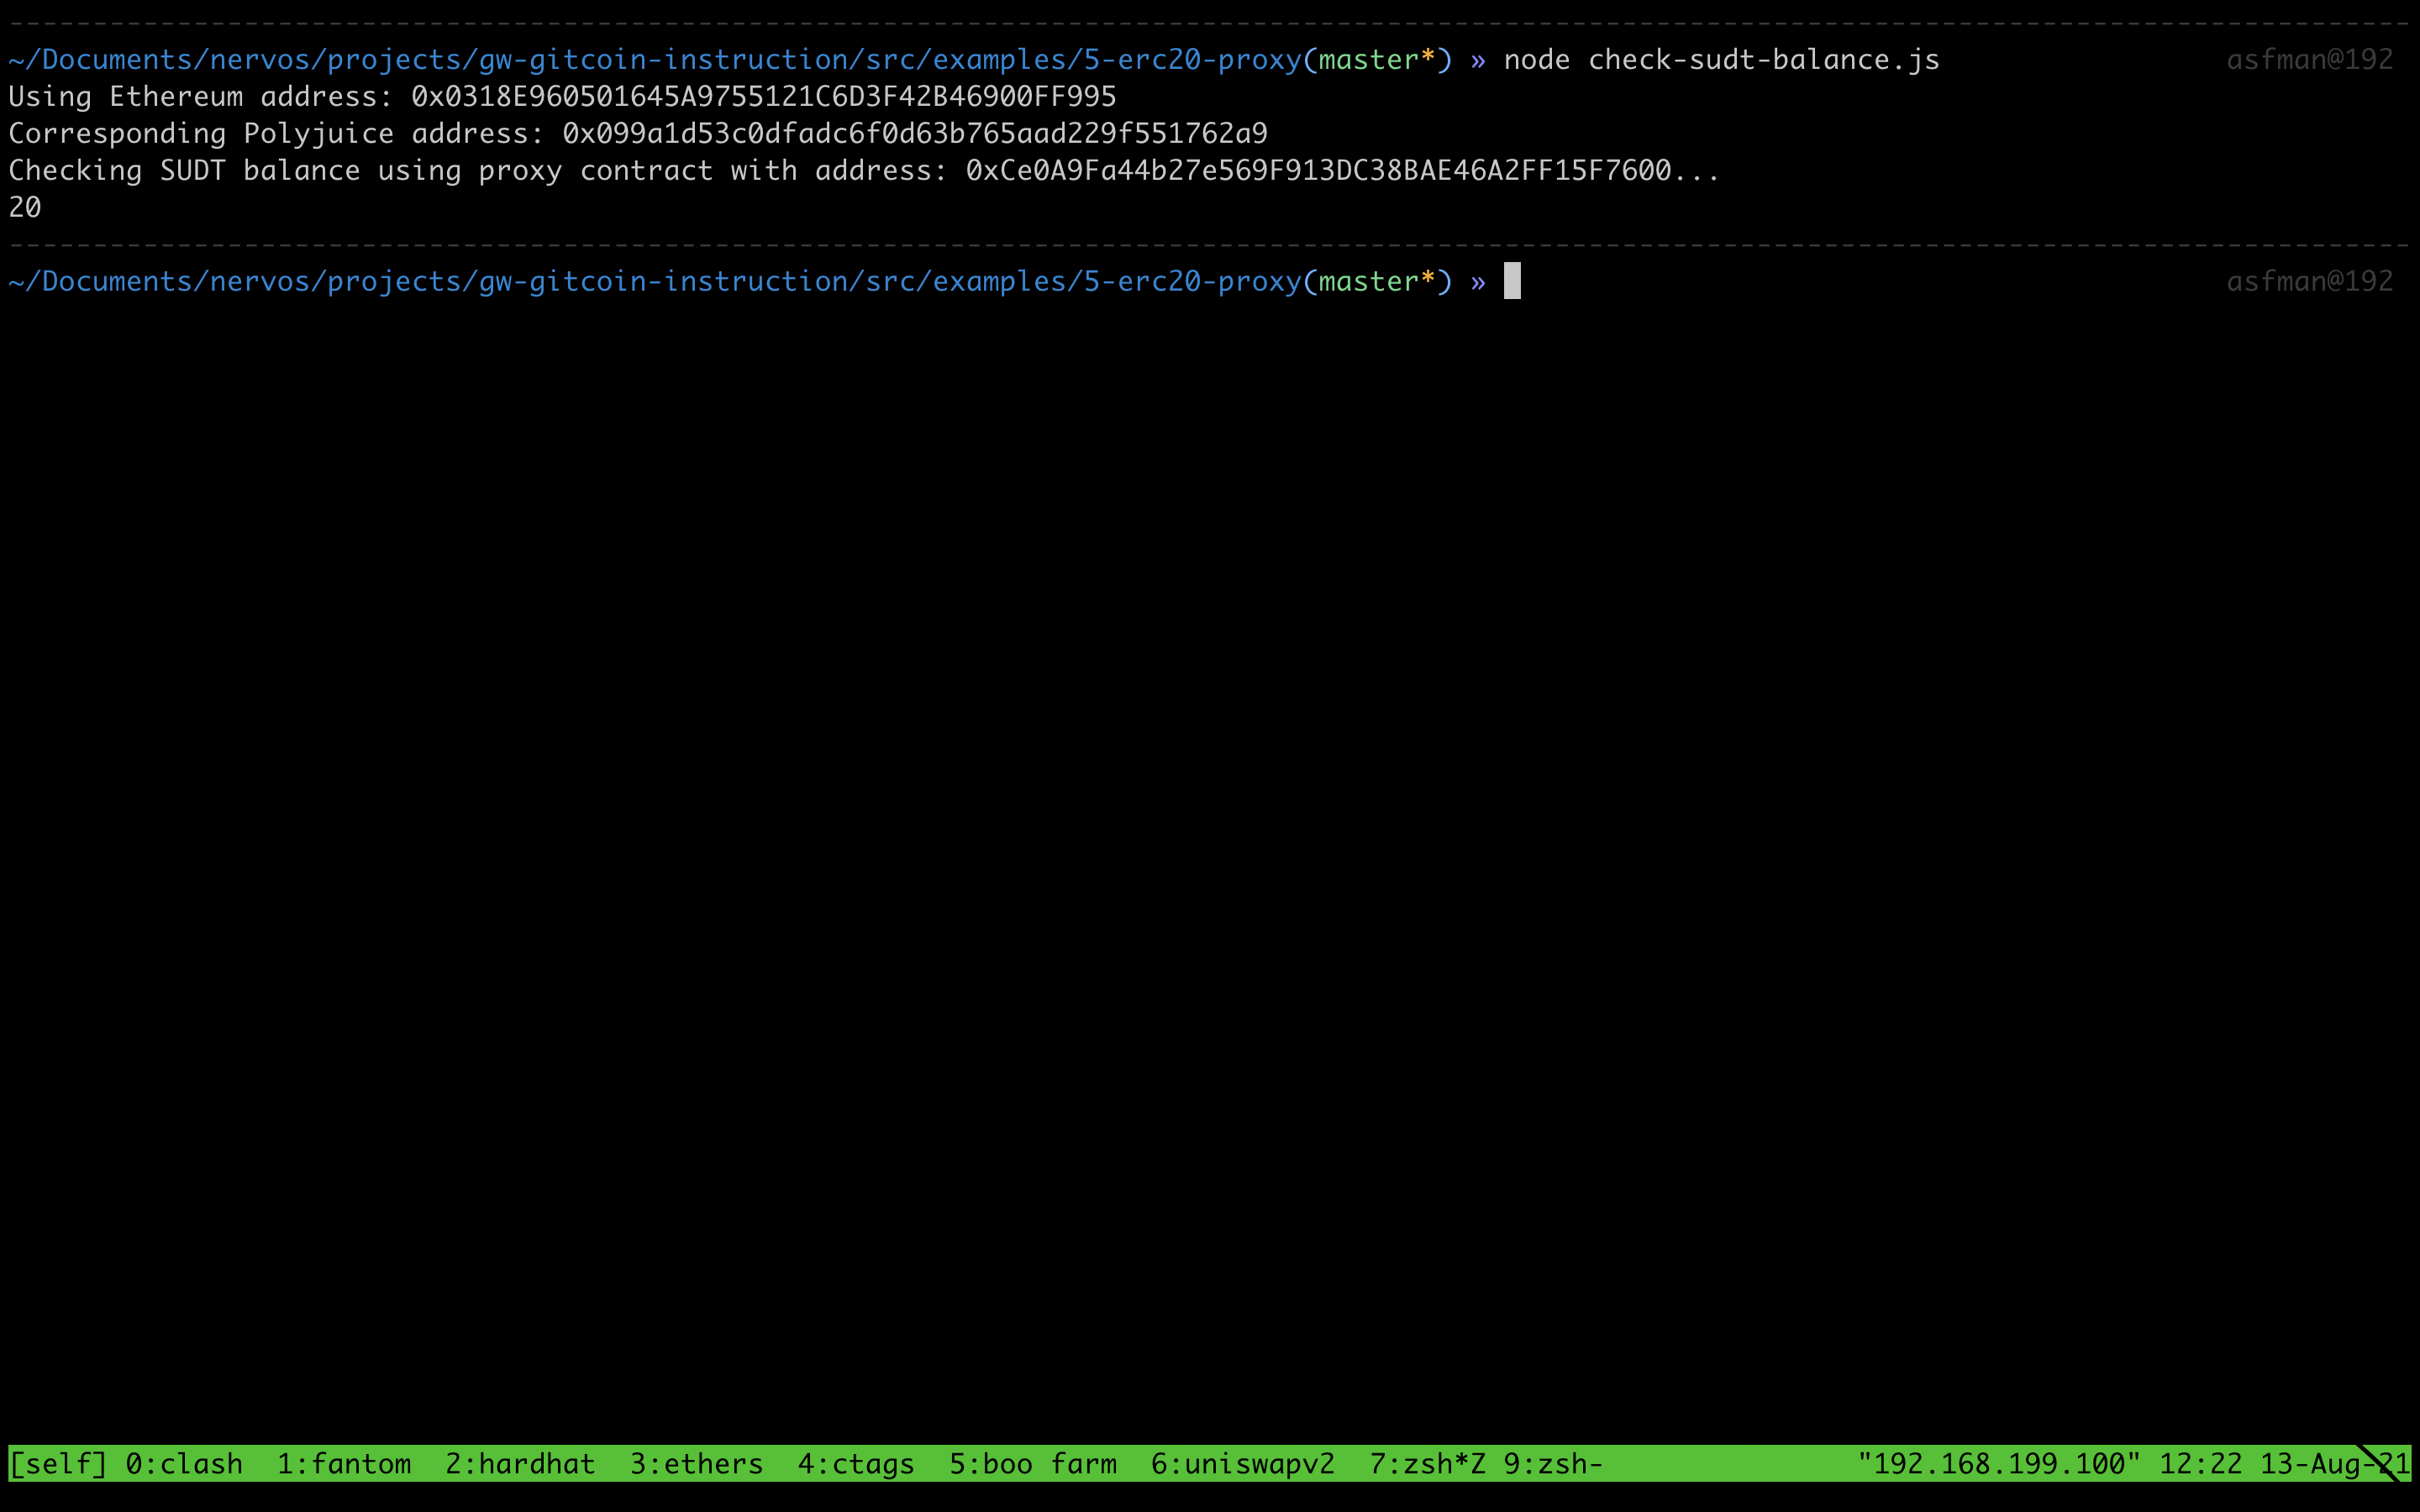 ~/Documents/nervos/projects/gw-gitcoin-instruction/src/examples/5-erc20-proxy(master*) » node check-sudt-balance.js asfman@192
Using Ethereum address: 0x0318E960501645A9755121C6D3F42B46900FF995
Corresponding Polyjuice address: 0x099a1d53c0dfadc6f0d63b765aad229f551762a9
Checking SUDT balance using proxy contract with address: 0xCe0A9Fa44b27e569F913DC38BAE46A2FF15F7600...
20
~/Documents/nervos/projects/gw-gitcoin-instruction/src/examples/5-erc20-proxy(master*) » asfman@192
[self] 0:clash 1:fantom 2:hardhat 3:ethers 4:ctags 5:boo farm 6:uniswapv2 7:zsh*Z 9:zsh- "192.168.199.100" 12:22 13-Aug-21